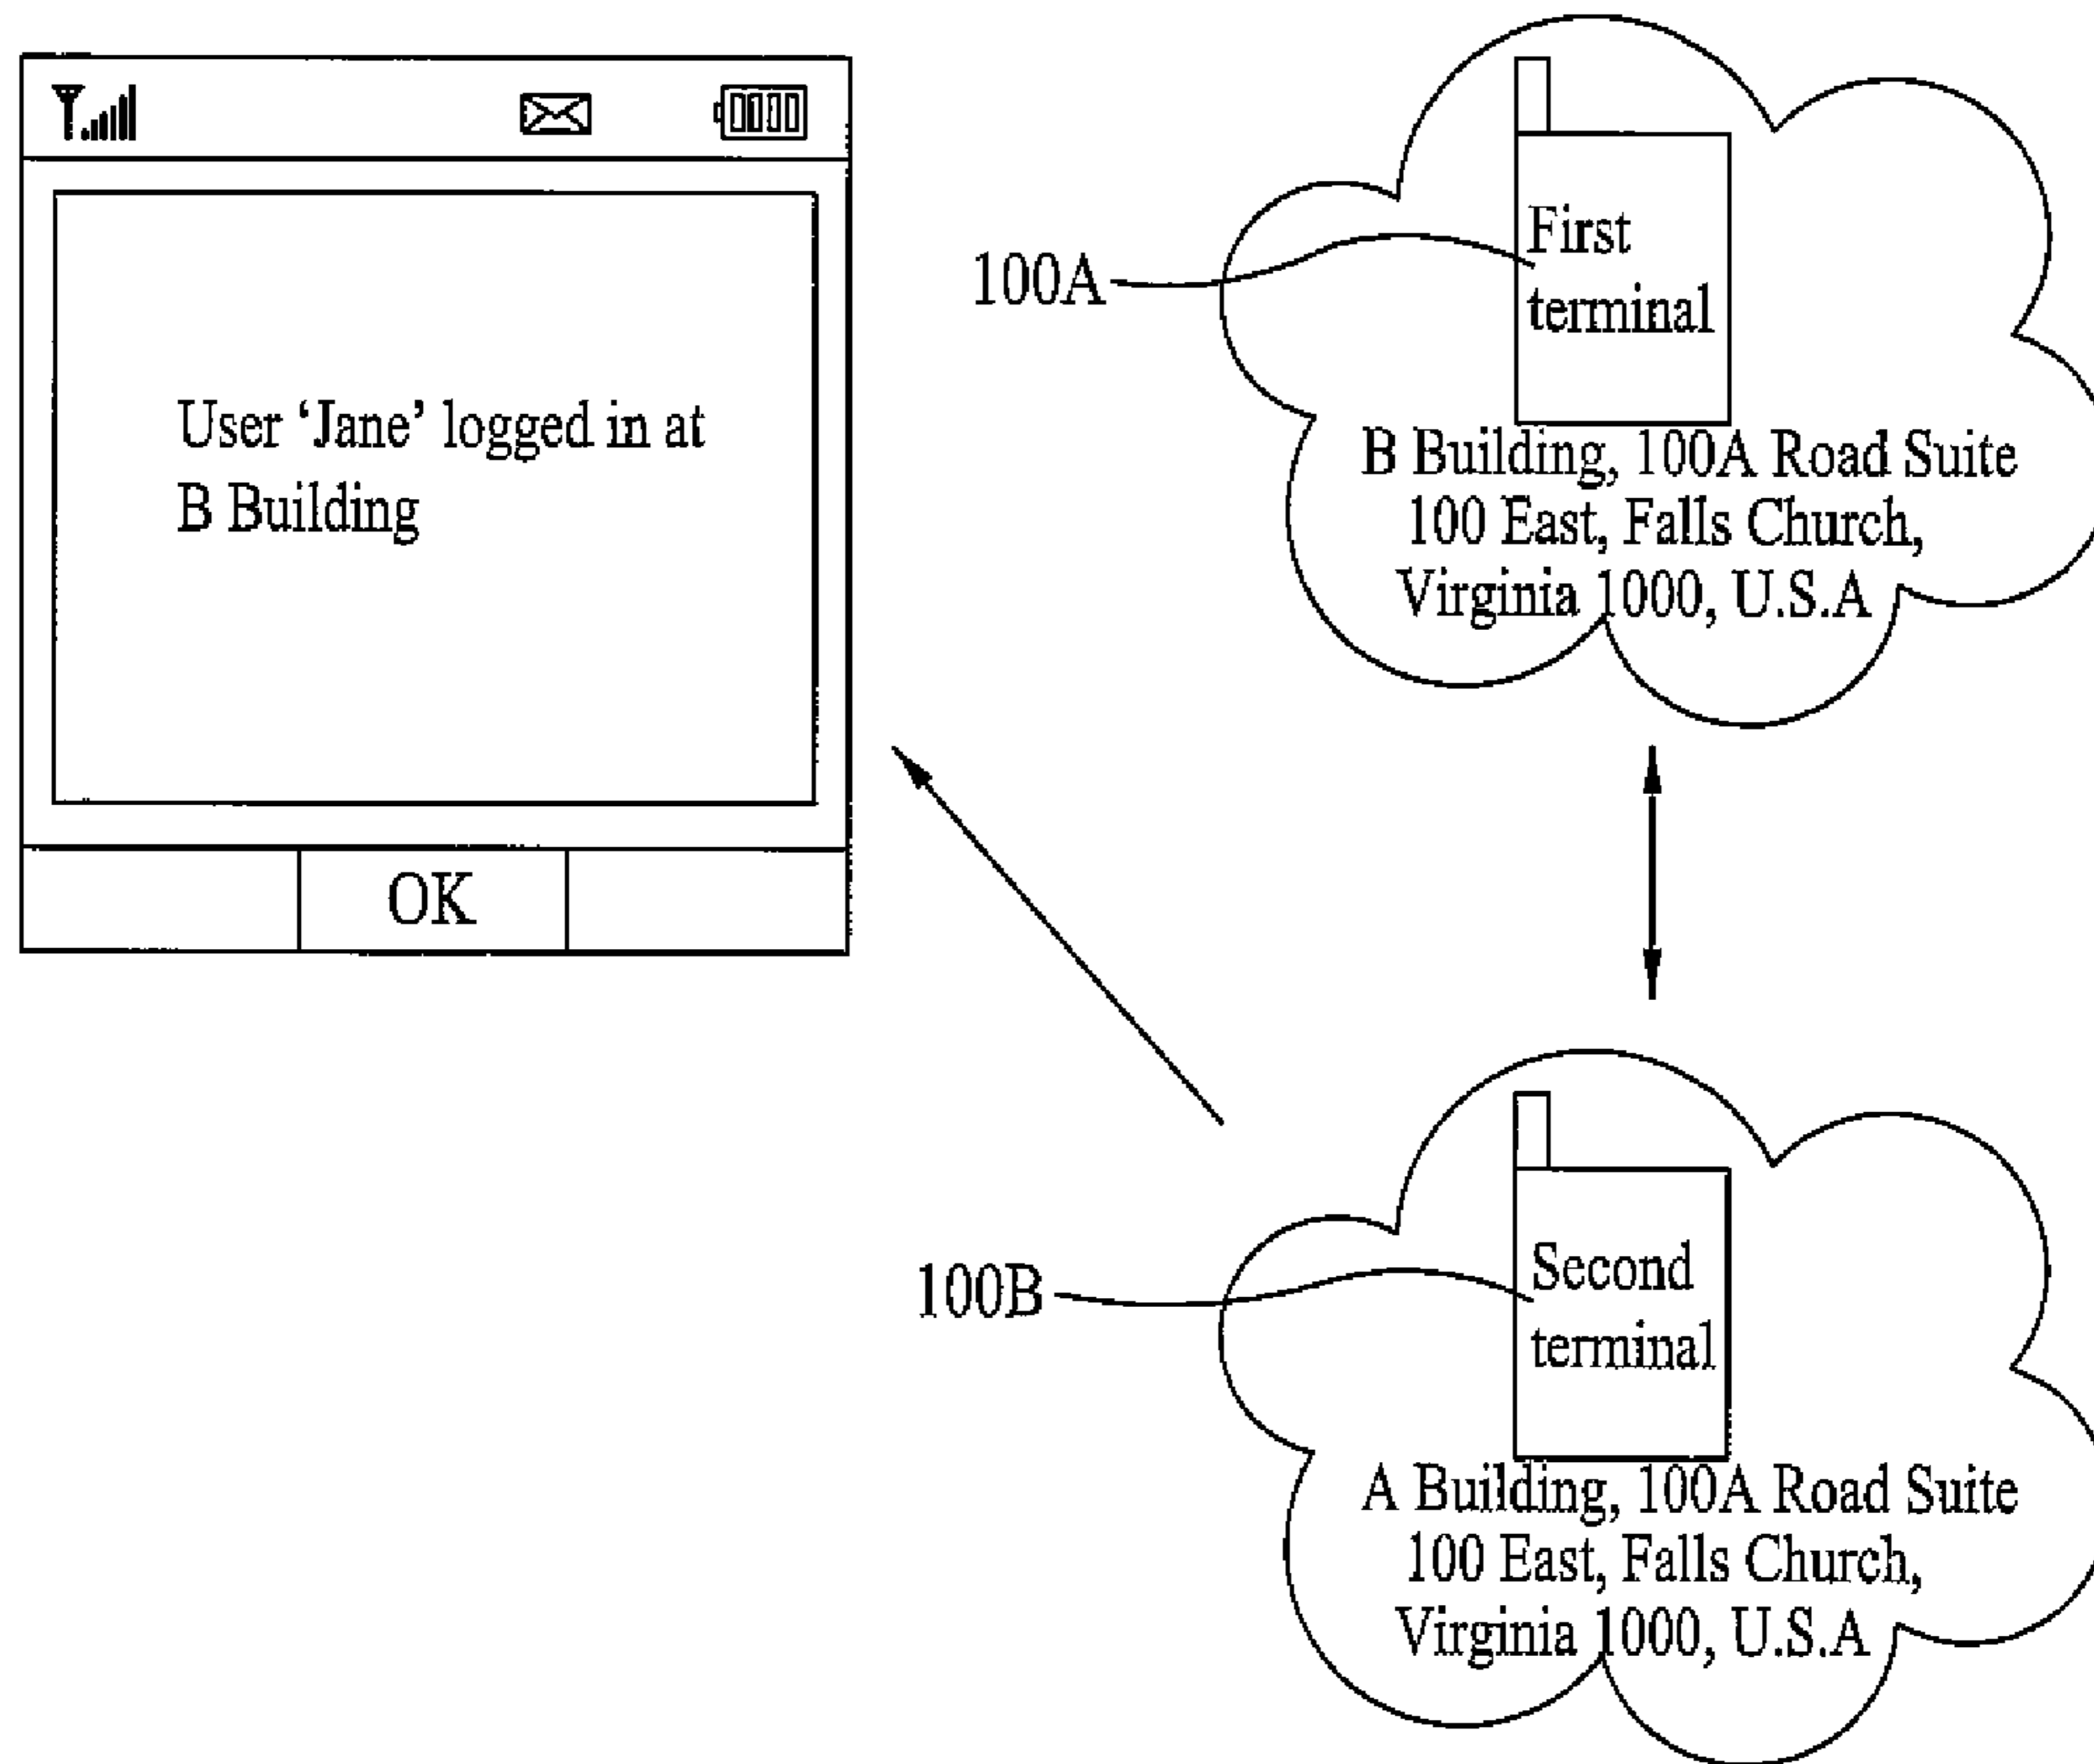 User ‘Jane’ logged in at
B Building
OK
100A
First
terminal
B Building, 100A Road Suite
100 East, Falls Church,
Virginia 1000, U.S.A
100B
Second
terminal
A Building, 100A Road Suite
100 East, Falls Church,
Virginia 1000, U.S.A